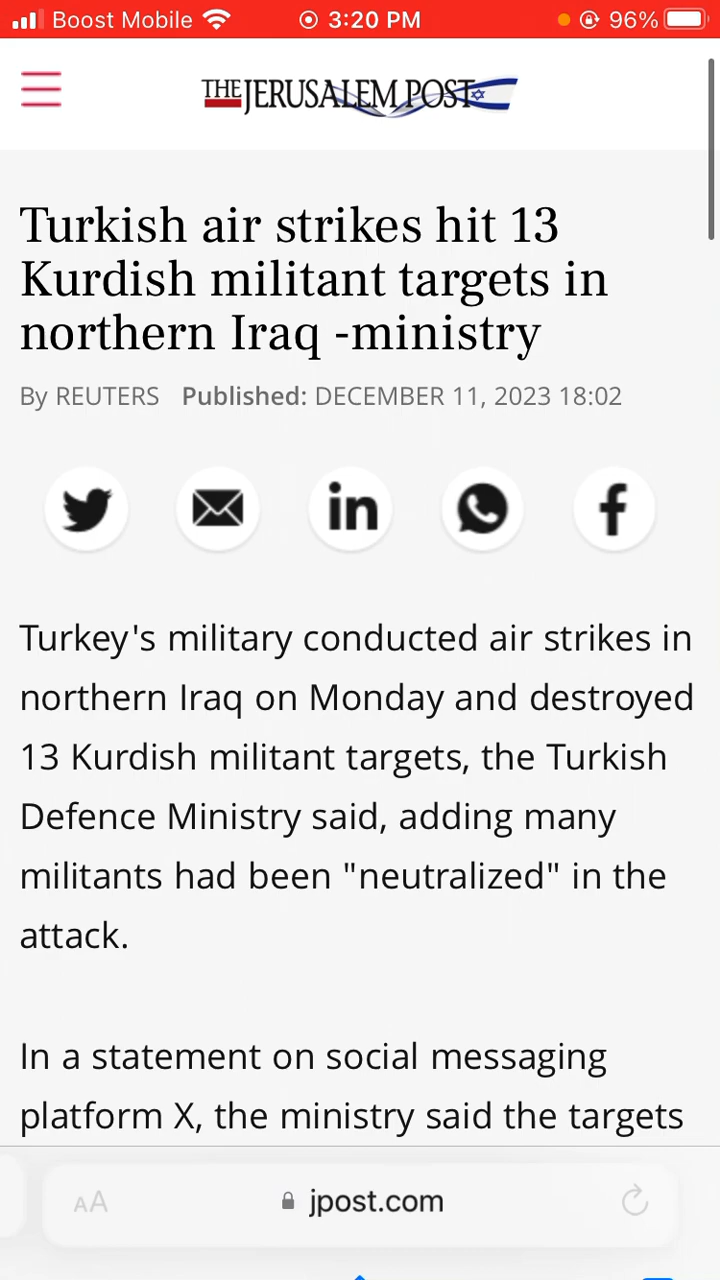 Boost Mobile 3:20 PM 96%
THE JERUSALEM POST
Turkish air strikes hit 13
Kurdish militant targets in
northern Iraq -ministry
By REUTERS Published: DECEMBER 11, 2023 18:02
in f
Turkey's military conducted air strikes in
northern Iraq on Monday and destroyed
13 Kurdish militant targets, the Turkish
Defence Ministry said, adding many
militants had been "neutralized" in the
attack.
In a statement on social messaging
platform X, the ministry said the targets
AA jpost.com